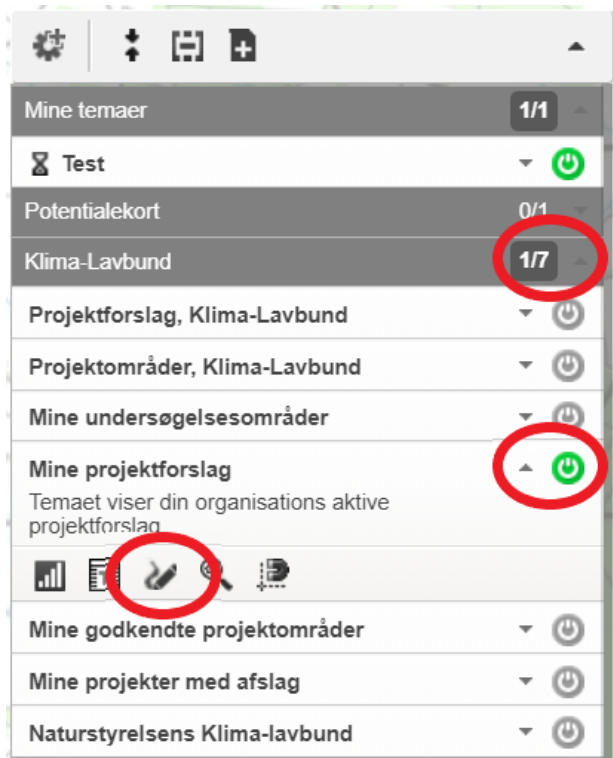 Mine temaer 1/1
Test
Potentialekort 0/1
Klima-Lavbund 1/7
Projektforslag, Klima-Lavbund
Projektområder, Klima-Lavbund
Mine undersøgelsesområder
Mine projektforslag
Temaet viser din organisations aktive
projektforslag
Mine godkendte projektområder
Mine projekter med afslag
Naturstyrelsens Klima-lavbund